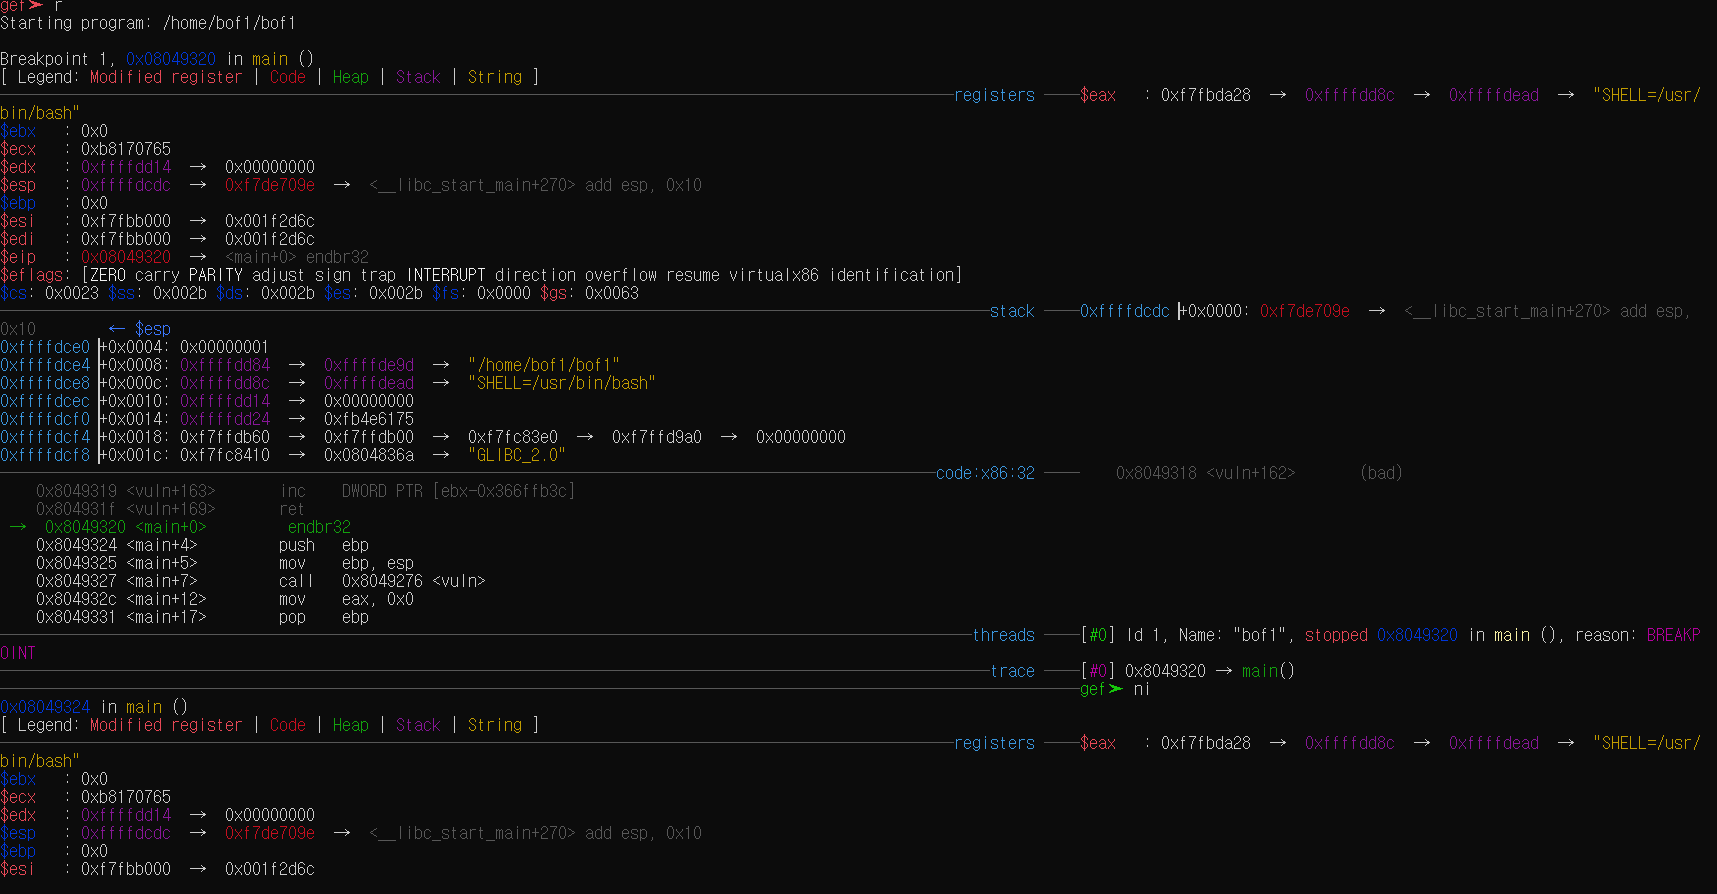 gef➤ r
Starting program: /home/bof1/bof1
Breakpoint 1, 0x08049320 in main ()
[ Legend: Modified register | Code | Heap | Stack | String ]
registers ────$eax   : 0xf7fbda28  →  0xffffdd8c  →  0xffffdead  →  "SHELL=/usr/
bin/bash"
$ebx   : 0x0
$ecx   : 0xb8170765
$edx   : 0xffffdd14  →  0x00000000
$esp   : 0xffffdcdc  →  0xf7de709e  →  <__libc_start_main+270> add esp, 0x10
$ebp   : 0x0
$esi   : 0xf7fbb000  →  0x001f2d6c
$edi   : 0xf7fbb000  →  0x001f2d6c
$eip   : 0x08049320  →  <main+0> endbr32
$eflags: [ZERO carry PARITY adjust sign trap INTERRUPT direction overflow resume virtualx86 identification]
$cs: 0x0023 $ss: 0x002b $ds: 0x002b $es: 0x002b $fs: 0x0000 $gs: 0x0063
stack ────0xffffdcdc│+0x0000: 0xf7de709e  →  <__libc_start_main+270> add esp,
0x10        ← $esp
0xffffdce0│+0x0004: 0x00000001
0xffffdce4│+0x0008: 0xffffdd84  →  0xffffde9d  →  "/home/bof1/bof1"
0xffffdce8│+0x000c: 0xffffdd8c  →  0xffffdead  →  "SHELL=/usr/bin/bash"
0xffffdcec│+0x0010: 0xffffdd14  →  0x00000000
0xffffdcf0│+0x0014: 0xffffdd24  →  0xfb4e6175
0xffffdcf4│+0x0018: 0xf7ffdb60  →  0xf7ffdb00  →  0xf7fc83e0  →  0xf7ffd9a0  →  0x00000000
0xffffdcf8│+0x001c: 0xf7fc8410  →  0x0804836a  →  "GLIBC_2.0"
code:x86:32 ────    0x8049318 <vuln+162>       (bad)
0x8049319 <vuln+163>       inc    DWORD PTR [ebx-0x366ffb3c]
0x804931f <vuln+169>       ret
→  0x8049320 <main+0>         endbr32
0x8049324 <main+4>         push   ebp
0x8049325 <main+5>         mov    ebp, esp
0x8049327 <main+7>         call   0x8049276 <vuln>
0x804932c <main+12>        mov    eax, 0x0
0x8049331 <main+17>        pop    ebp
threads ────[#0] Id 1, Name: "bof1", stopped 0x8049320 in main (), reason: BREAKP
OINT
trace ────[#0] 0x8049320 → main()
gef➤ ni
0x08049324 in main ()
[ Legend: Modified register | Code | Heap | Stack | String ]
registers ────$eax   : 0xf7fbda28  →  0xffffdd8c  →  0xffffdead  →  "SHELL=/usr/
bin/bash"
$ebx   : 0x0
$ecx   : 0xb8170765
$edx   : 0xffffdd14  →  0x00000000
$esp   : 0xffffdcdc  →  0xf7de709e  →  <__libc_start_main+270> add esp, 0x10
$ebp   : 0x0
$esi   : 0xf7fbb000  →  0x001f2d6c